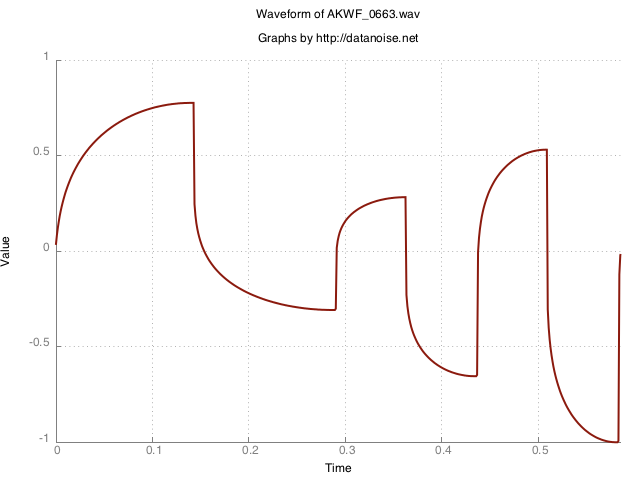 Waveform of AKWF_0663.wav
Graphs by http://datanoise.net
1
0.5
0
-0.5
-1
Value
0 0.1 0.2 0.3 0.4 0.5
Time